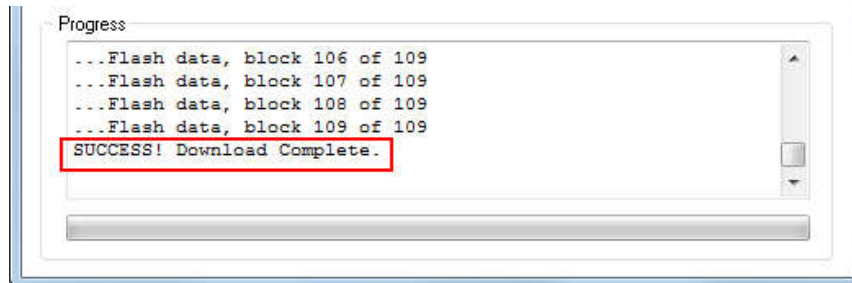 Progress
...Flash data, block 106 of 109
...Flash data, block 107 of 109
...Flash data, block 108 of 109
...Flash data, block 109 of 109
SUCCESS! Download Complete.